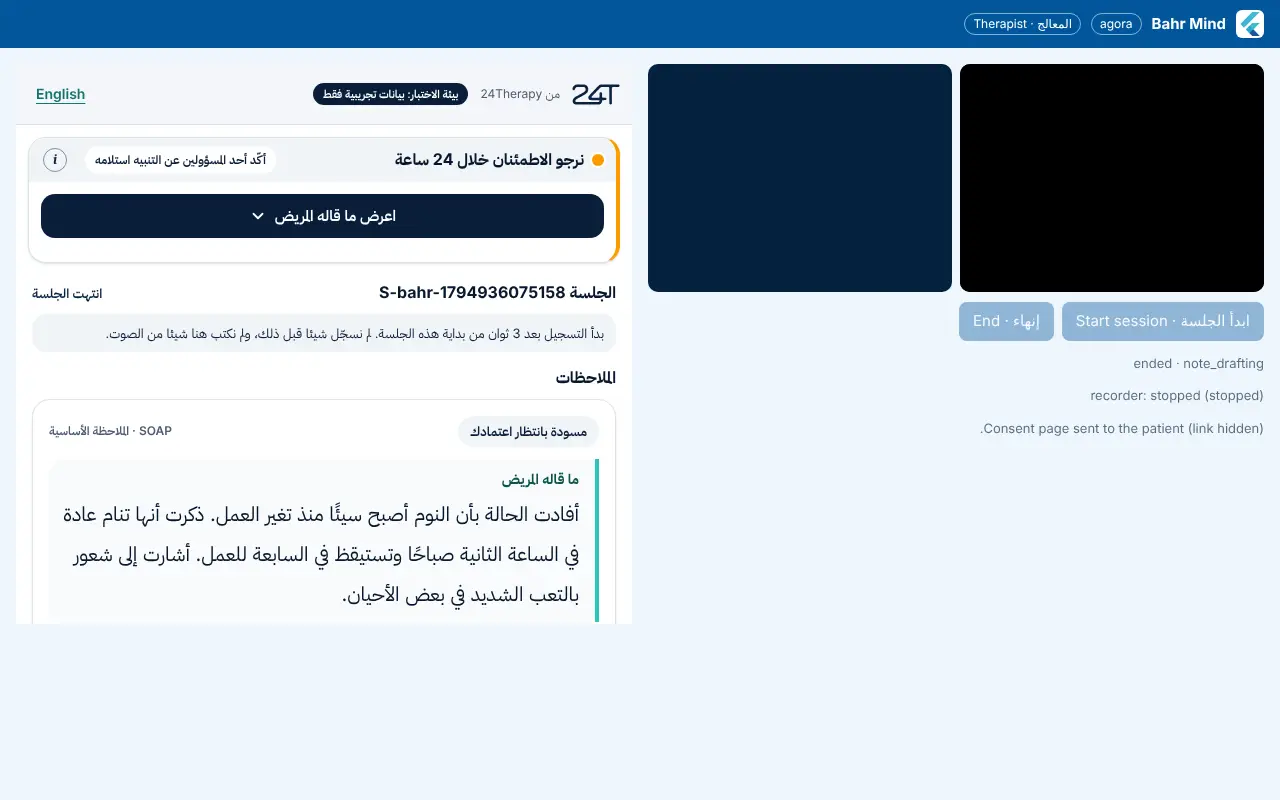 Bahr Mind
agora
Therapist · المعالج
24T
من 24Therapy
بيئة الاختبار: بيانات تجريبية فقط
English
نرجو الاطمئنان خلال 24 ساعة
أكّد أحد المسؤولين عن التنبيه استلامه
i
اعرض ما قاله المريض
الجلسة S-bahr-1794936075158
انتهت الجلسة
بدأ التسجيل بعد 3 ثوان من بداية هذه الجلسة. لم نسجّل شيئا قبل ذلك، ولم نكتب هنا شيئا من الصوت.
الملاحظات
مسودة بانتظار اعتمادك
SOAP · الملاحظة الأساسية
ما قاله المريض
أفادت الحالة بأن النوم أصبح سيئًا منذ تغير العمل. ذكرت أنها تنام عادة
في الساعة الثانية صباحًا وتستيقظ في السابعة للعمل. أشارت إلى شعور
بالتعب الشديد في بعض الأحيان.
ابدأ الجلسة · Start session
إنهاء · End
ended · note_drafting
recorder: stopped (stopped)
Consent page sent to the patient (link hidden).